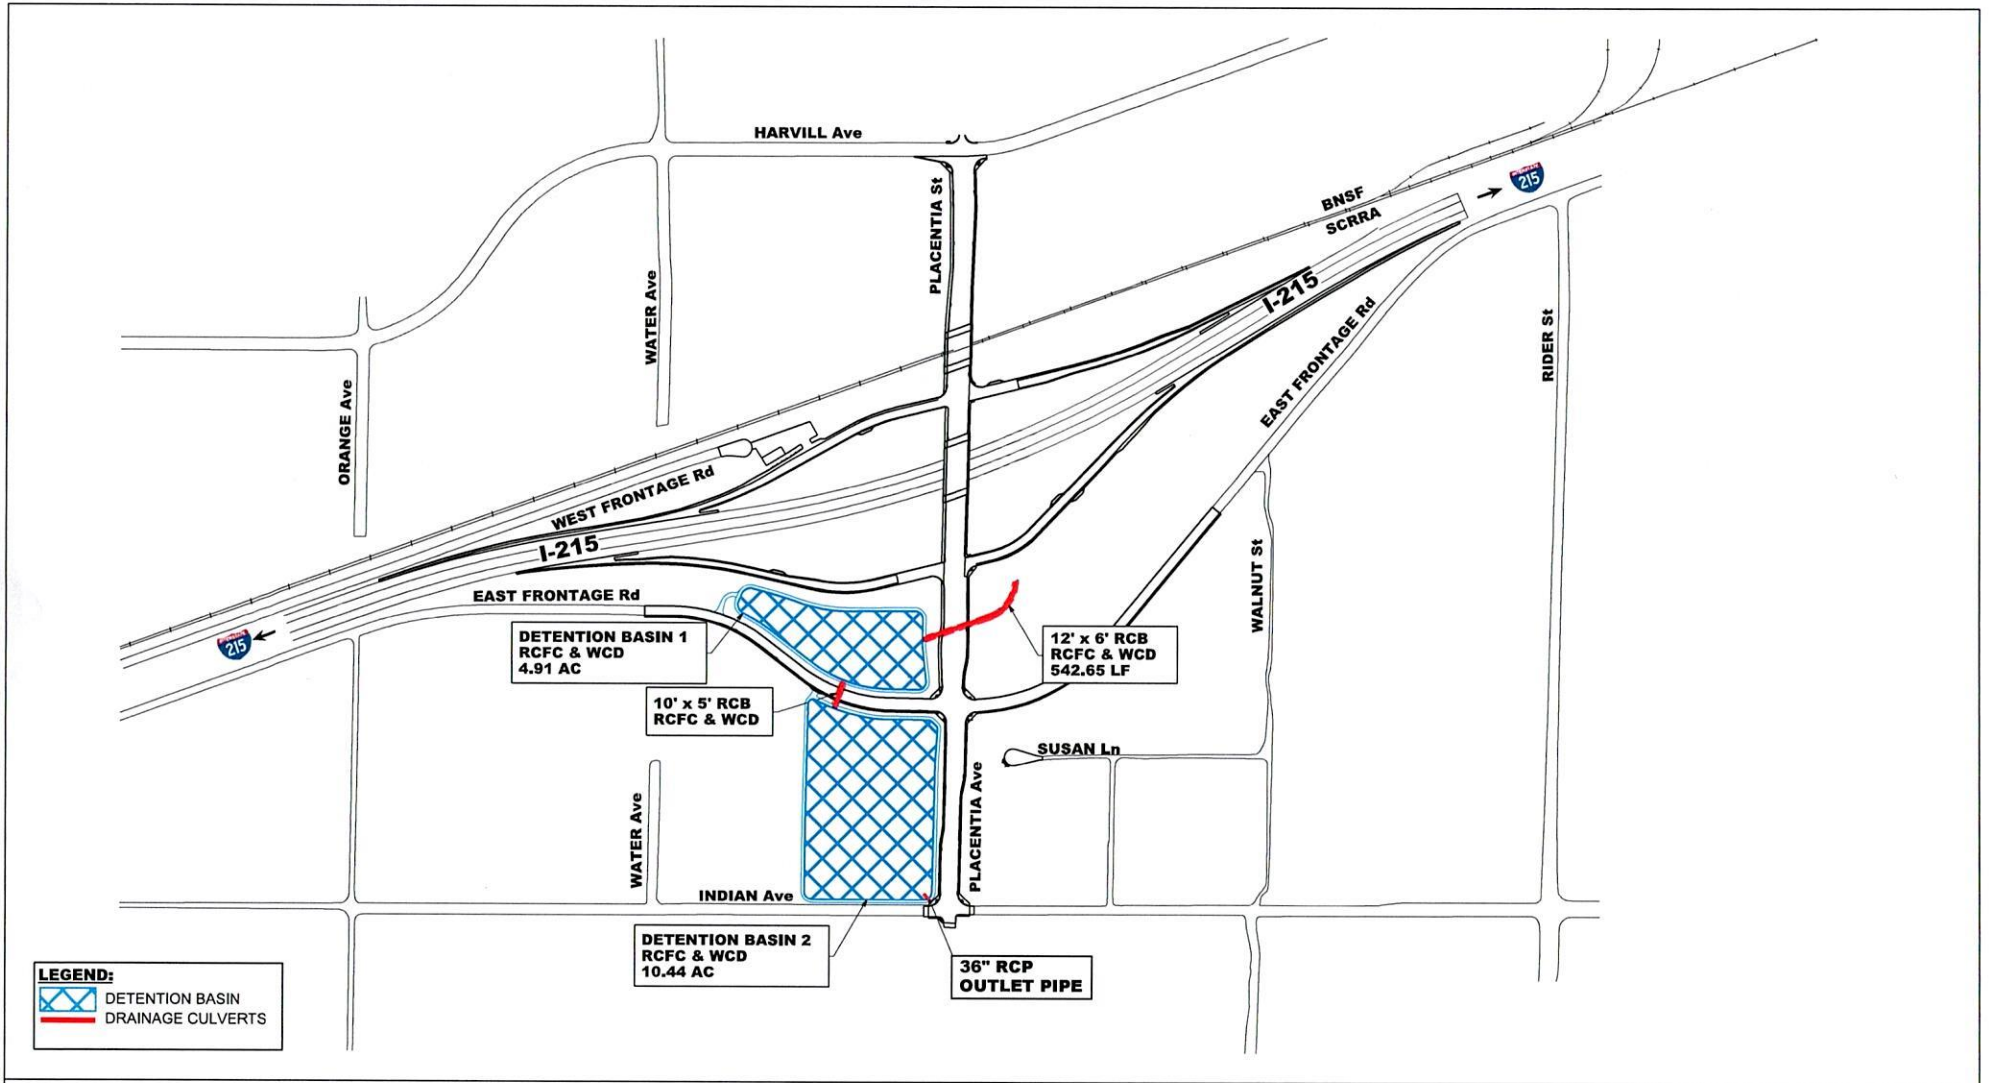 HARVILL Ave
PLACENTIA St
WATER Ave
ORANGE Ave
BNSF
SCRRA
INTERSTATE
215
I-215
EAST FRONTAGE Rd
RIDER St
WEST FRONTAGE Rd
I-215
EAST FRONTAGE Rd
INTERSTATE
215
WALNUT St
DETENTION BASIN 1
RCFC & WCD
4.91 AC
12' x 6' RCB
RCFC & WCD
542.65 LF
10' x 5' RCB
RCFC & WCD
SUSAN Ln
PLACENTIA Ave
WATER Ave
INDIAN Ave
DETENTION BASIN 2
RCFC & WCD
10.44 AC
36" RCP
OUTLET PIPE
LEGEND:
DETENTION BASIN
DRAINAGE CULVERTS